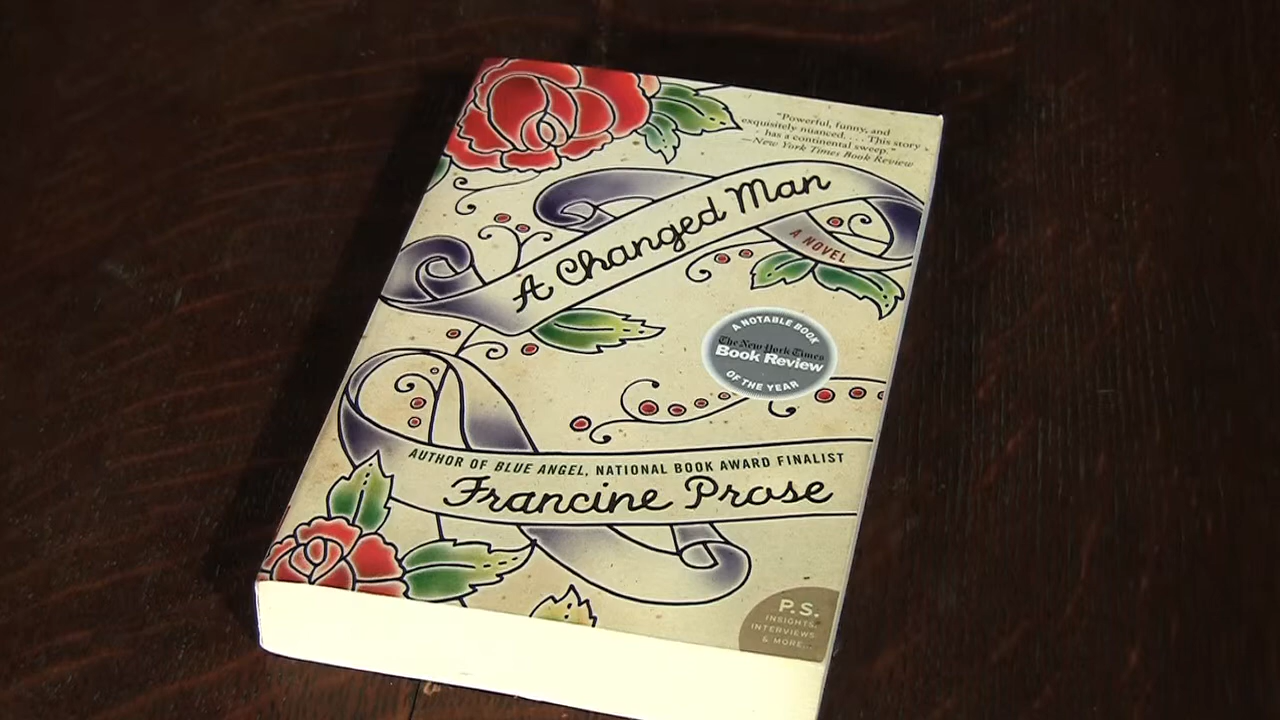 "Powerful, funny, and
exquisitely nuanced. . . . This story
has a continental sweep."
—New York Times Book Review
A Changed Man
A NOVEL
A NOTABLE BOOK
The New York Times
Book Review
OF THE YEAR
AUTHOR OF BLUE ANGEL, NATIONAL BOOK AWARD FINALIST
Francine Prose
P.S.
INSIGHTS,
INTERVIEWS
& MORE...